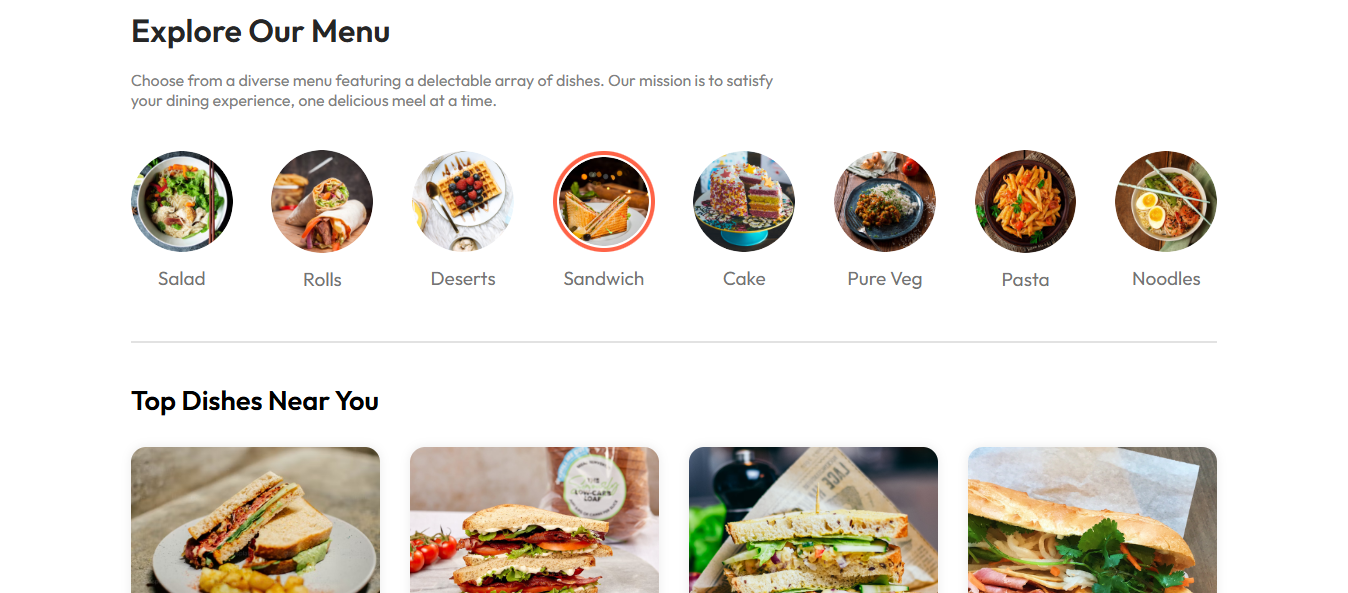 Explore Our Menu
Choose from a diverse menu featuring a delectable array of dishes. Our mission is to satisfy
your dining experience, one delicious meel at a time.
Salad Rolls Deserts Sandwich Cake Pure Veg Pasta Noodles
Top Dishes Near You
LOW-CARB
LOAF